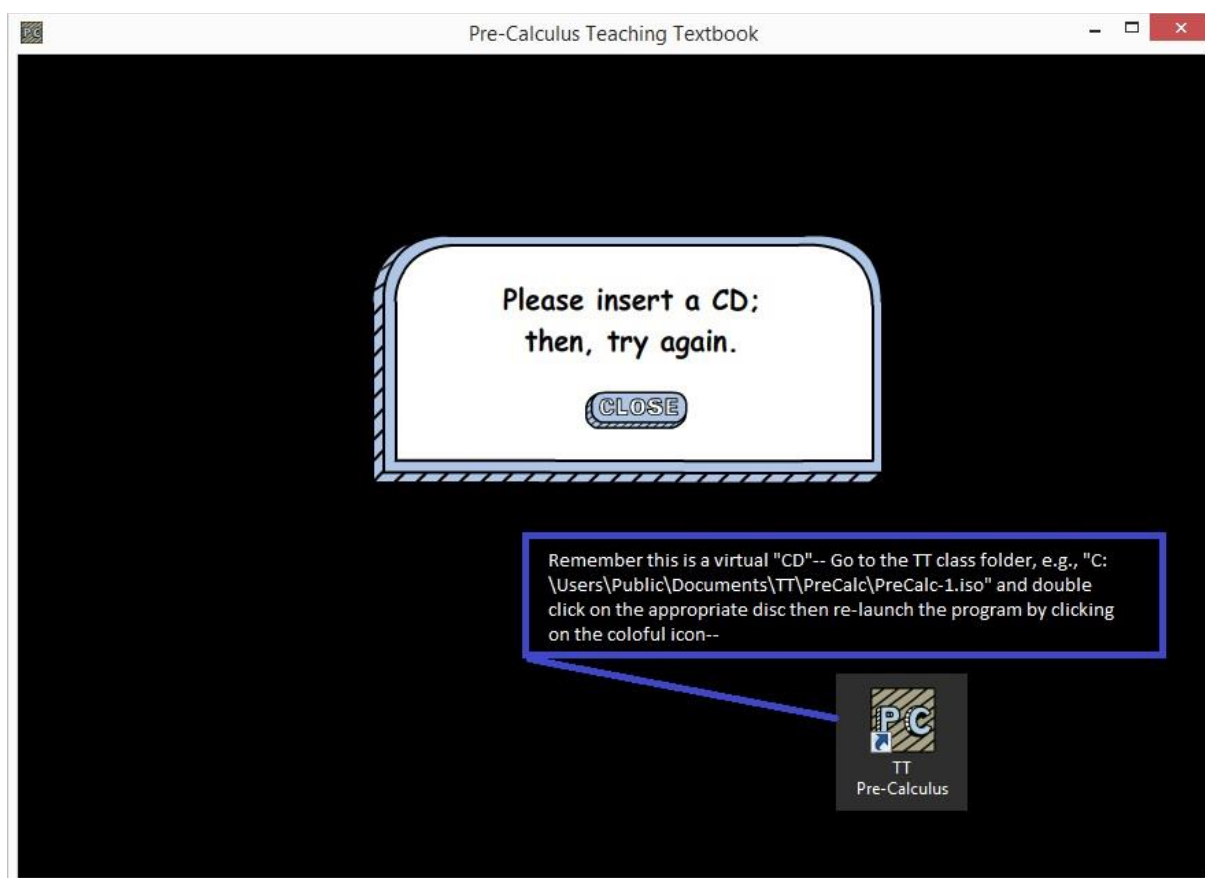 PC
Pre-Calculus Teaching Textbook
Please insert a CD;
then, try again.
CLOSE
Remember this is a virtual "CD"-- Go to the TT class folder, e.g., "C:
\Users\Public\Documents\TT\PreCalc\PreCalc-1.iso" and double
click on the appropriate disc then re-launch the program by clicking
on the coloful icon--
PC
TT
Pre-Calculus